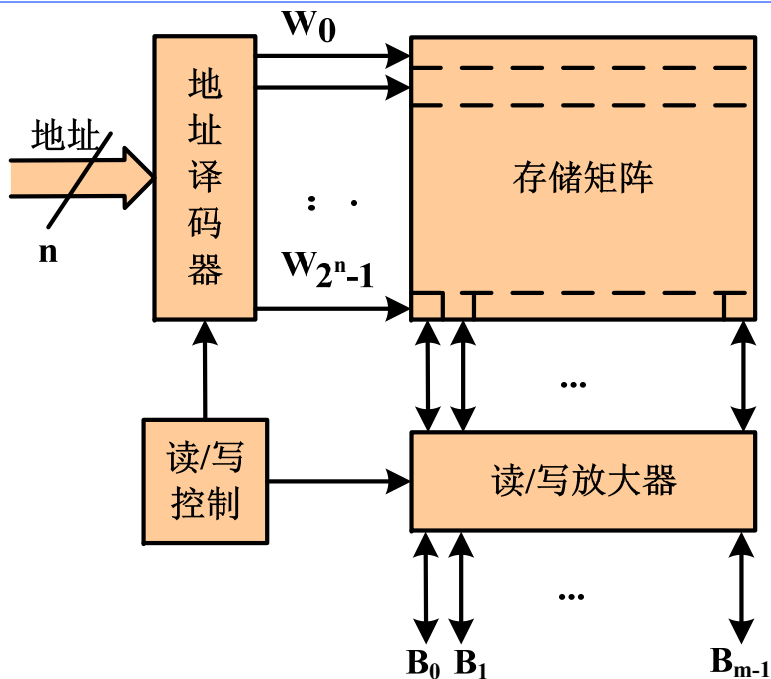 W0
地址
n
地址译码器
存储矩阵
: .
W2ⁿ-1
...
读/写
控制
读/写放大器
...
B0 B1 Bm-1